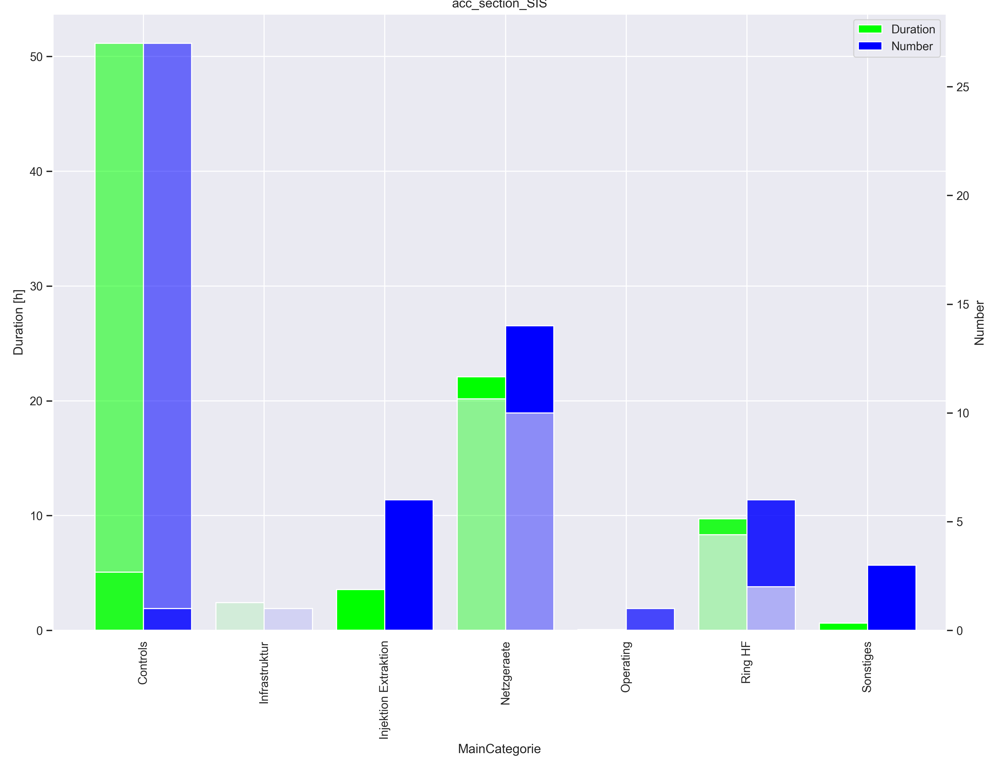 acc_section_SIS
Duration
Number
50
40
30
20
10
0
Duration [h]
25
20
15
10
5
0
Number
Controls
Infrastruktur
Injektion Extraktion
Netzgeraete
Operating
Ring HF
Sonstiges
MainCategorie